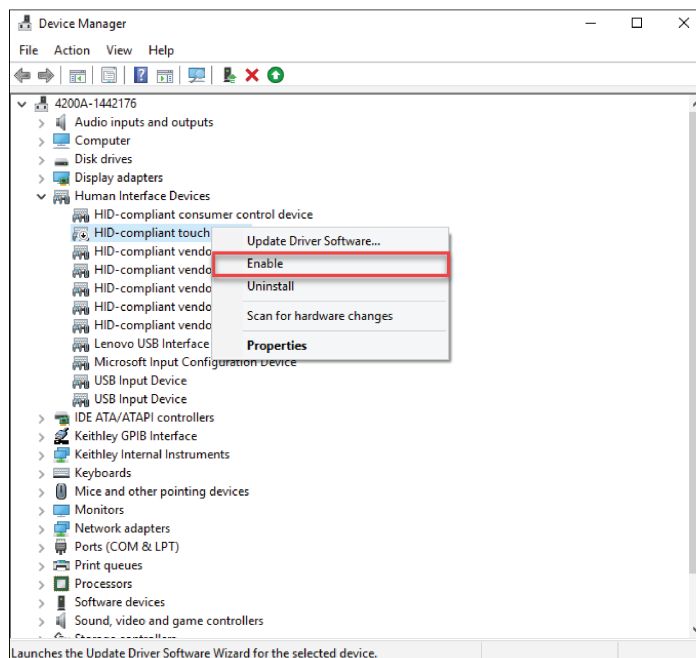 Device Manager
File Action View Help
4200A-1442176
Audio inputs and outputs
Computer
Disk drives
Display adapters
Human Interface Devices
HID-compliant consumer control device
HID-compliant touch
HID-compliant vendo
HID-compliant vendo
HID-compliant vendo
HID-compliant vendo
HID-compliant vendo
Lenovo USB Interface
Microsoft Input Configuration Device
USB Input Device
USB Input Device
IDE ATA/ATAPI controllers
Keithley GPIB Interface
Keithley Internal Instruments
Keyboards
Mice and other pointing devices
Monitors
Network adapters
Ports (COM & LPT)
Print queues
Processors
Software devices
Sound, video and game controllers
Storage controllers
Update Driver Software...
Enable
Uninstall
Scan for hardware changes
Properties
Launches the Update Driver Software Wizard for the selected device.